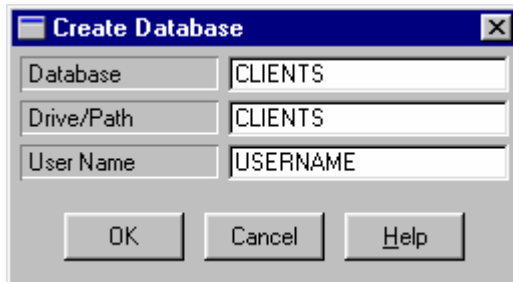 Create Database
Database CLIENTS
Drive/Path CLIENTS
User Name USERNAME
OK Cancel Help